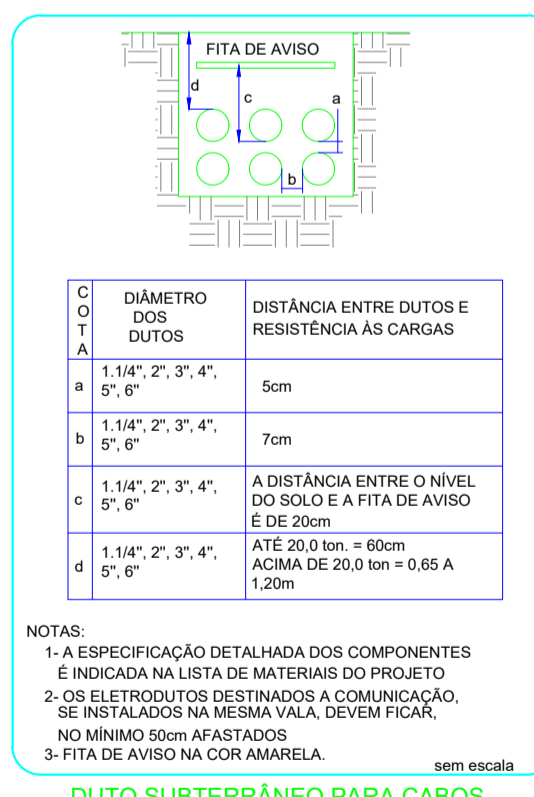 FITA DE AVISO
d
c
a
b
COTA
DIÂMETRO
DOS
DUTOS
DISTÂNCIA ENTRE DUTOS E
RESISTÊNCIA ÀS CARGAS
a
1.1/4", 2", 3", 4",
5", 6"
5cm
b
1.1/4", 2", 3", 4",
5", 6"
7cm
c
1.1/4", 2", 3", 4",
5", 6"
A DISTÂNCIA ENTRE O NÍVEL
DO SOLO E A FITA DE AVISO
É DE 20cm
d
1.1/4", 2", 3", 4",
5", 6"
ATÉ 20,0 ton. = 60cm
ACIMA DE 20,0 ton = 0,65 A
1,20m
NOTAS:
1- A ESPECIFICAÇÃO DETALHADA DOS COMPONENTES
É INDICADA NA LISTA DE MATERIAIS DO PROJETO
2- OS ELETRODUTOS DESTINADOS A COMUNICAÇÃO,
SE INSTALADOS NA MESMA VALA, DEVEM FICAR,
NO MÍNIMO 50cm AFASTADOS
3- FITA DE AVISO NA COR AMARELA.
sem escala
DUTO SUBTERRÂNEO PARA CABOS